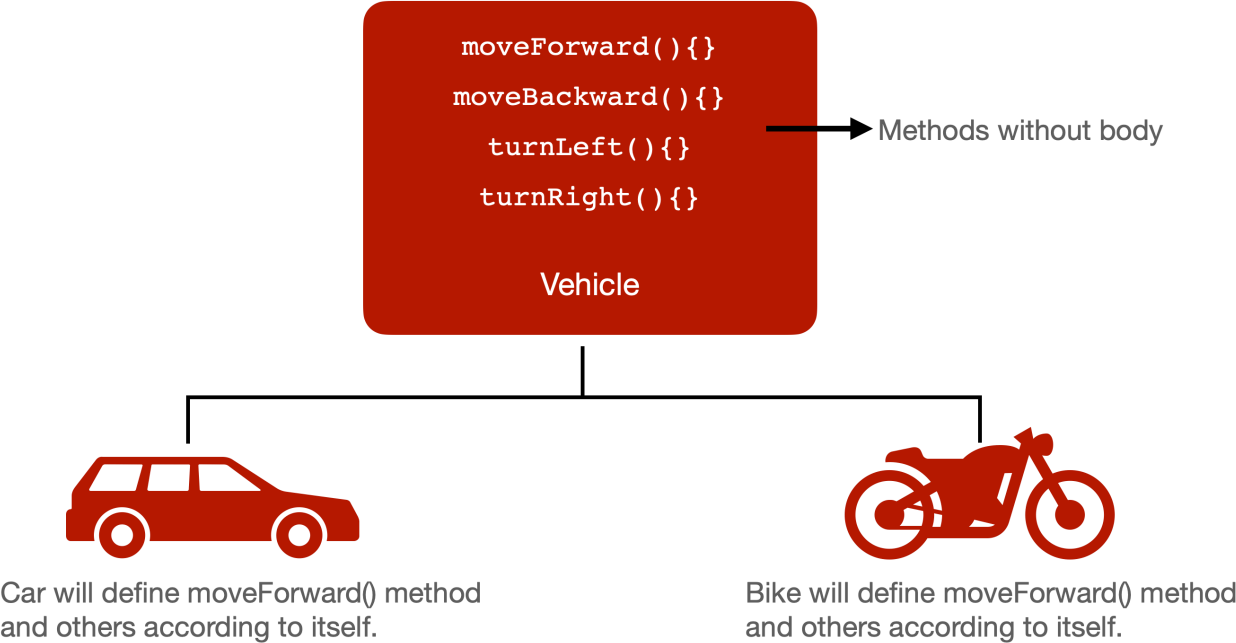 moveForward(){}
moveBackward(){}
turnLeft(){}
turnRight(){}
Methods without body
Vehicle
Car will define moveForward() method
and others according to itself.
Bike will define moveForward() method
and others according to itself.